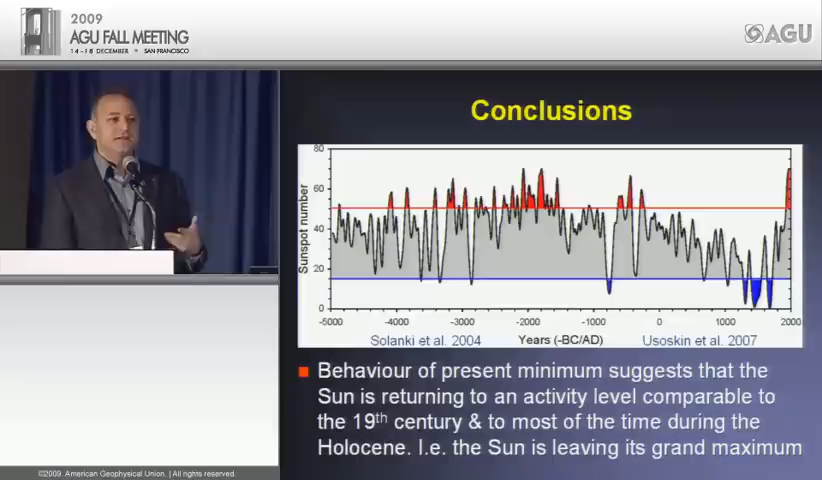 2009
AGU FALL MEETING
14 - 18 DECEMBER • SAN FRANCISCO
AGU
Conclusions
80
60
40
20
0
Sunspot number
-5000 -4000 -3000 -2000 -1000 0 1000 2000
Solanki et al. 2004 Years (-BC/AD) Usoskin et al. 2007
Behaviour of present minimum suggests that the
Sun is returning to an activity level comparable to
the 19th century & to most of the time during the
Holocene. I.e. the Sun is leaving its grand maximum
©2009. American Geophysical Union. | All rights reserved.